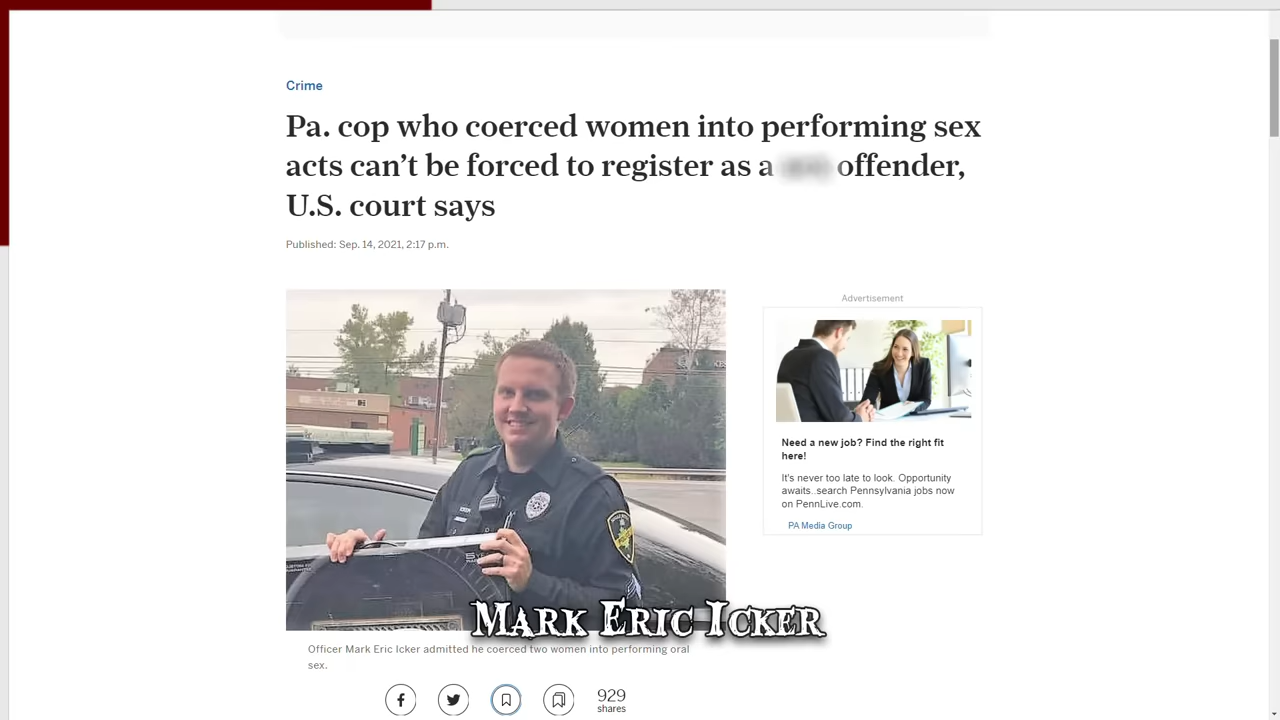 Crime
Pa. cop who coerced women into performing sex
acts can’t be forced to register as a offender,
U.S. court says
Published: Sep. 14, 2021, 2:17 p.m.
Advertisement
Need a new job? Find the right fit
here!
It's never too late to look. Opportunity
awaits..search Pennsylvania jobs now
on PennLive.com.
PA Media Group
MARK ERIC ICKER
Officer Mark Eric Icker admitted he coerced two women into performing oral
sex.
929
shares